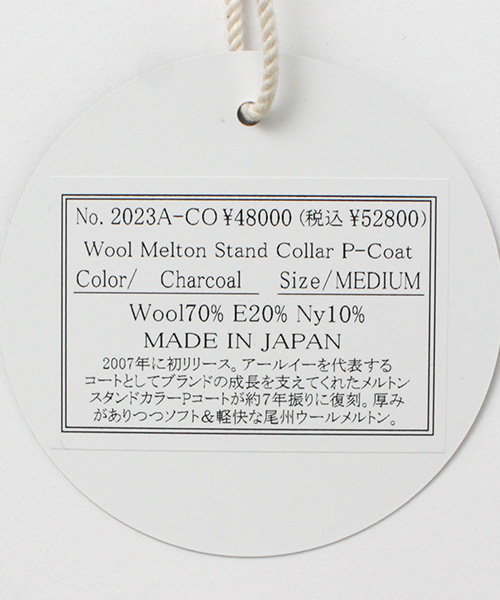 No. 2023A-CO ¥48000 (税込 ¥52800)
Wool Melton Stand Collar P-Coat
Color/ Charcoal Size/MEDIUM
Wool70% E20% Ny10%
MADE IN JAPAN
2007年に初リリース。アールイーを代表する
コートとしてブランドの成長を支えてくれたメルトン
スタンドカラーPコートが約7年振りに復刻。厚み
がありつつソフト&軽快な尾州ウールメルトン。